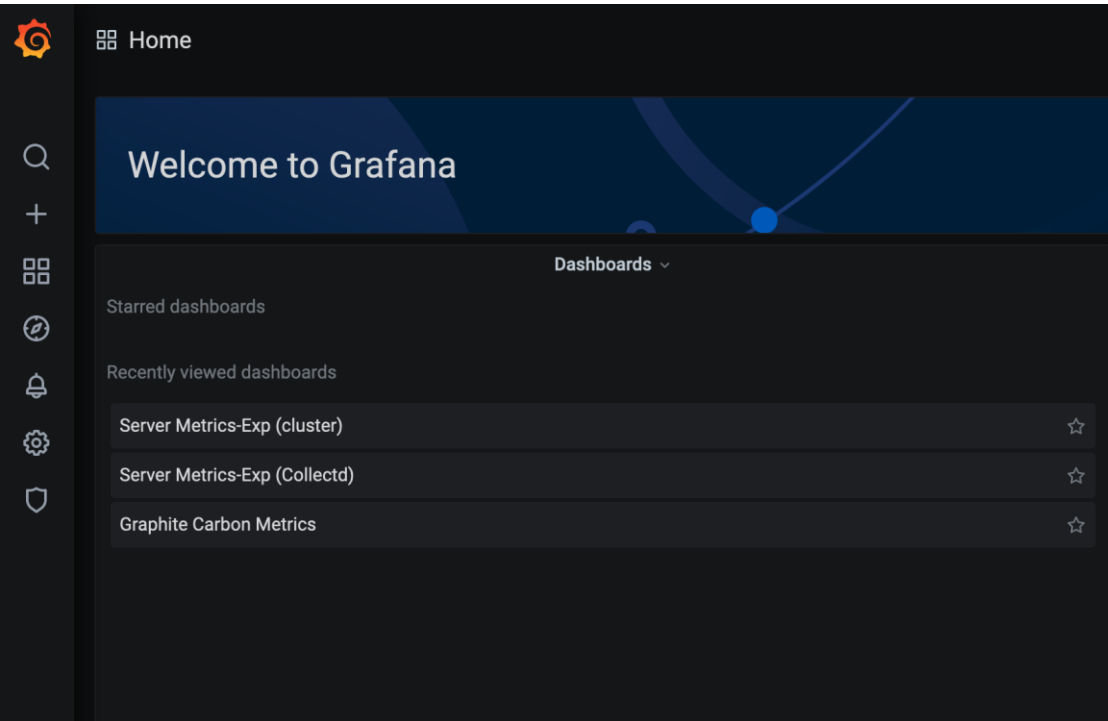 Home
Welcome to Grafana
Dashboards
Starred dashboards
Recently viewed dashboards
Server Metrics-Exp (cluster)
Server Metrics-Exp (Collectd)
Graphite Carbon Metrics